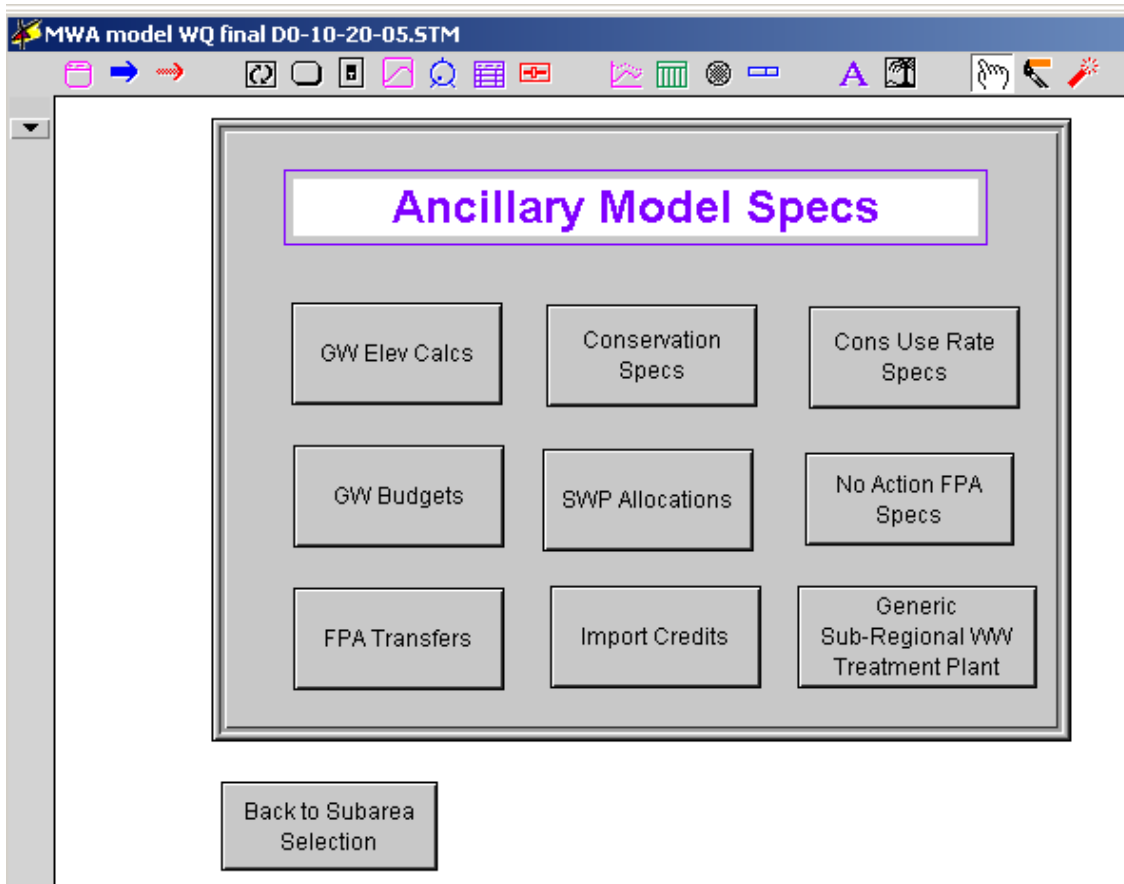 MWA model WQ final D0-10-20-05.STM
A
Ancillary Model Specs
GW Elev Calcs
Conservation
Specs
Cons Use Rate
Specs
GW Budgets
SWP Allocations
No Action FPA
Specs
FPA Transfers
Import Credits
Generic
Sub-Regional WW
Treatment Plant
Back to Subarea
Selection